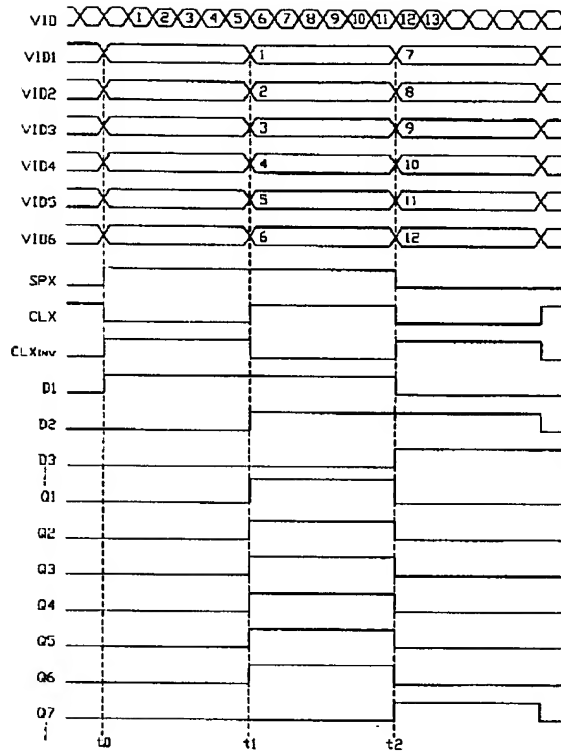 VID 1 2 3 4 5 6 7 8 9 10 11 12 13
VID1 1 7
VID2 2 8
VID3 3 9
VID4 4 10
VID5 5 11
VID6 6 12
SPX
CLX
CLXINV
D1
D2
D3
Q1
Q2
Q3
Q4
Q5
Q6
Q7
t0 t1 t2